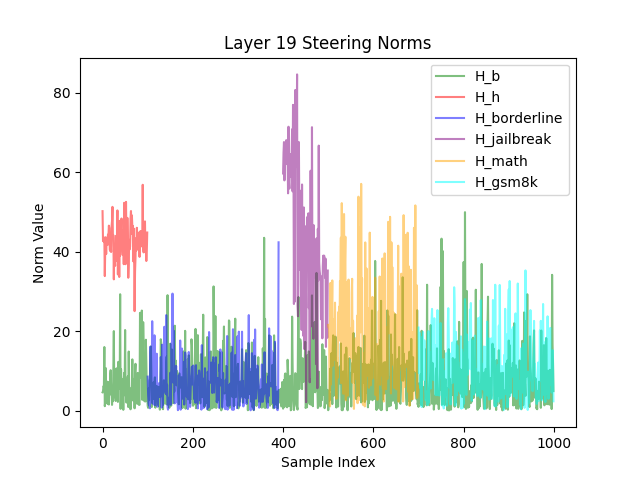 Layer 19 Steering Norms
H_b
H_h
H_borderline
H_jailbreak
H_math
H_gsm8k
Norm Value
80
60
40
20
0
0
200
400
600
800
1000
Sample Index